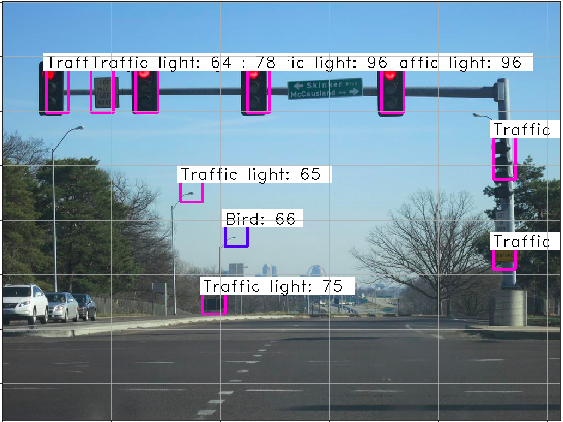 Traffic light: 64 : 78 ic light: 96 affic light: 96
← Skinker
McCausland →
Traffic
Traffic light: 65
Bird: 66
Traffic
Traffic light: 75